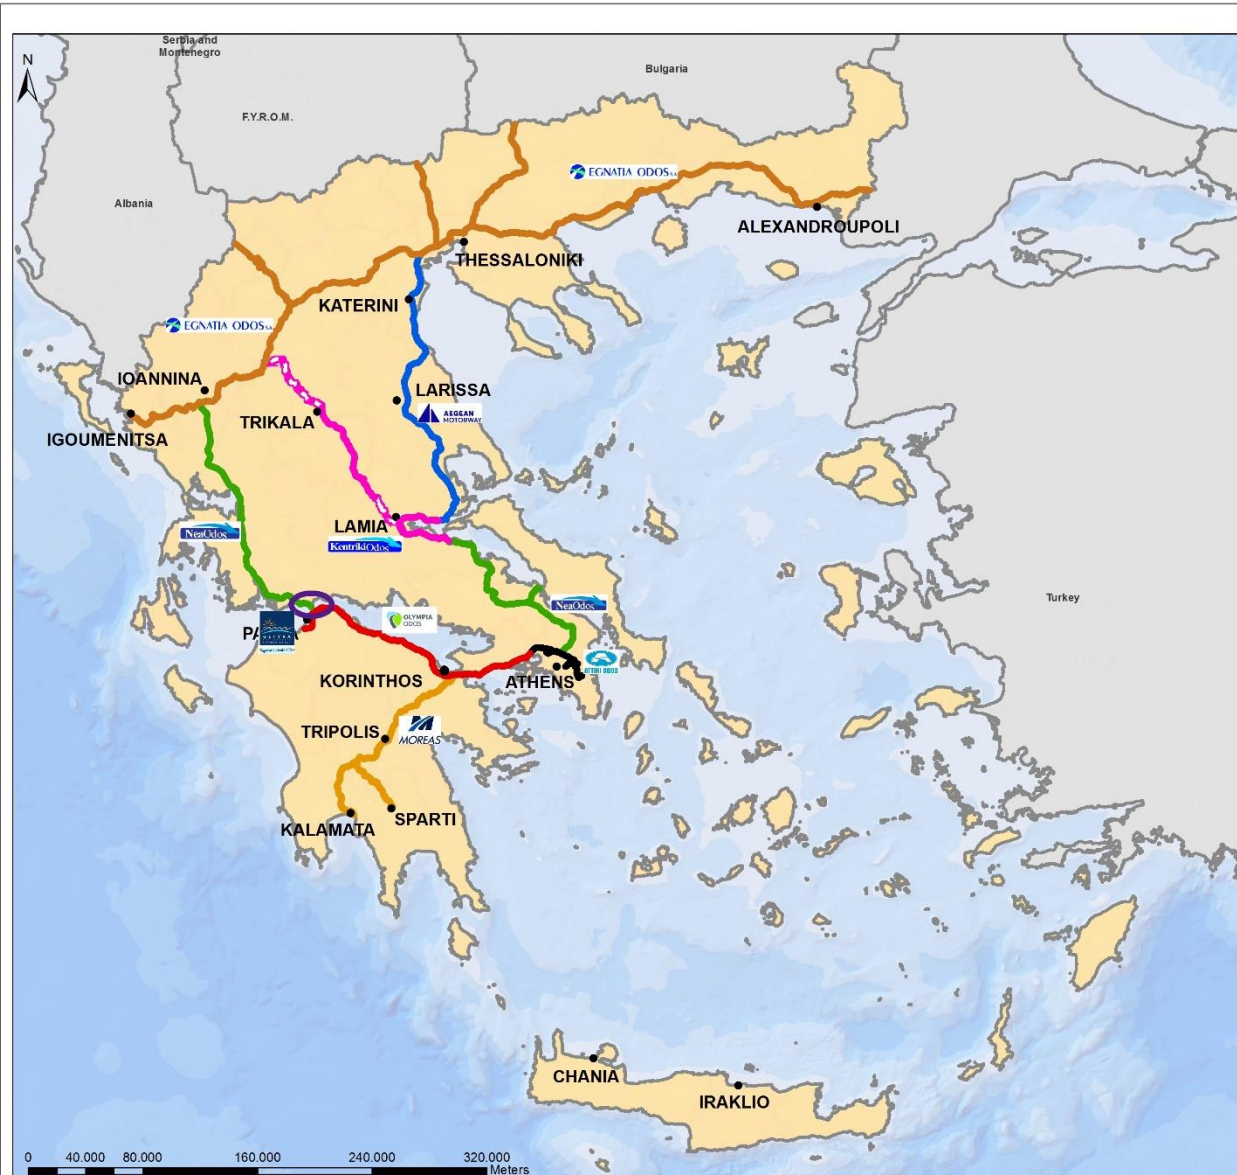 Serbia and
Montenegro
N
Bulgaria
F.Y.R.O.M.
EGNATIA ODOS S.A.
Albania
ALEXANDROUPOLI
THESSALONIKI
KATERINI
EGNATIA ODOS S.A.
IOANNINA
LARISSA
AEGEAN
MOTORWAY
TRIKALA
IGOUMENITSA
LAMIA
NeaOdos
KentrikiOdos
Turkey
NeaOdos
OLYMPIA
ODOS
ATTIKI ODOS
KORINTHOS
ATHENS
TRIPOLIS
MOREAS
SPARTI
KALAMATA
CHANIA
IRAKLIO
0 40.000 80.000 160.000 240.000 320.000
Meters